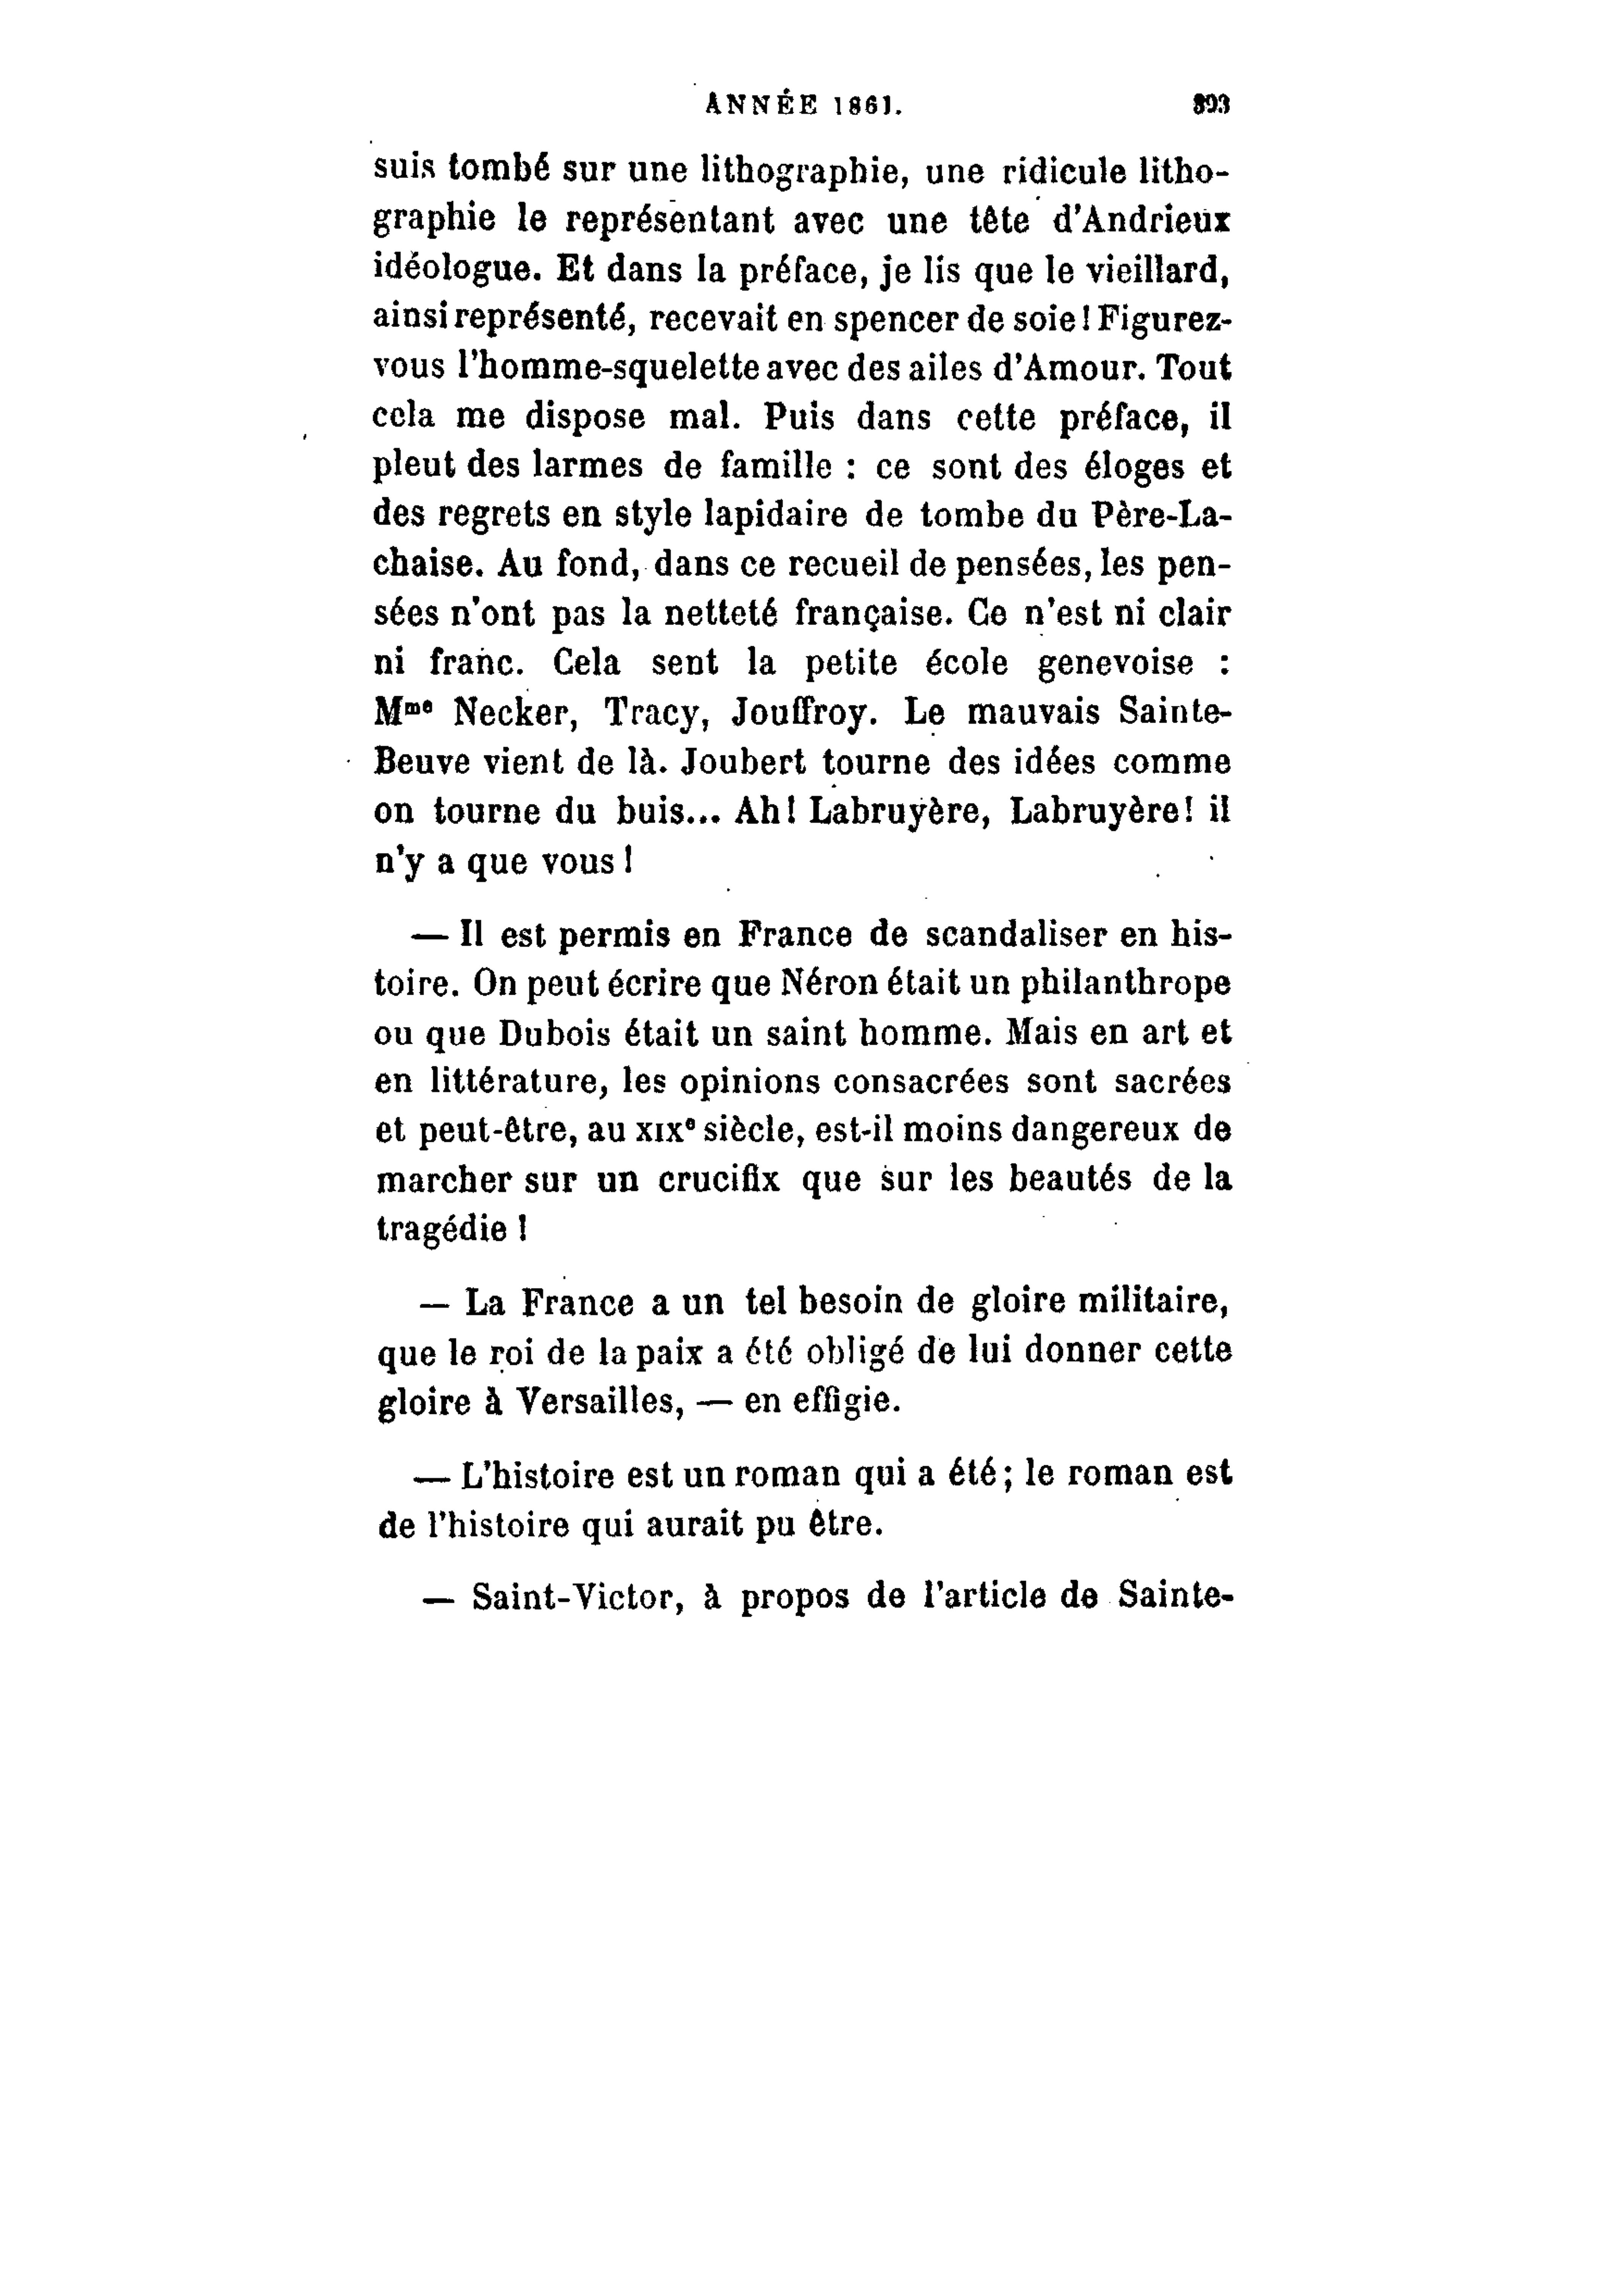 ANNÉE 1861. 393
suis tombé sur une lithographie, une ridicule litho-
graphie le représentant avec une tête d'Andrieux
idéologue. Et dans la préface, je lis que le vieillard,
ainsi représenté, recevait en spencer de soie! Figurez-
vous l'homme-squelette avec des ailes d'Amour. Tout
cela me dispose mal. Puis dans cette préface, il
pleut des larmes de famille : ce sont des éloges et
des regrets en style lapidaire de tombe du Père-La-
chaise. Au fond, dans ce recueil de pensées, les pen-
sées n'ont pas la netteté française. Ce n'est ni clair
ni franc. Cela sent la petite école genevoise :
Mme Necker, Tracy, Jouffroy. Le mauvais Sainte-
Beuve vient de là. Joubert tourne des idées comme
on tourne du buis... Ah! Labruyère, Labruyère! il
n'y a que vous!
— Il est permis en France de scandaliser en his-
toire. On peut écrire que Néron était un philanthrope
ou que Dubois était un saint homme. Mais en art et
en littérature, les opinions consacrées sont sacrées
et peut-être, au XIXe siècle, est-il moins dangereux de
marcher sur un crucifix que sur les beautés de la
tragédie!
— La France a un tel besoin de gloire militaire,
que le roi de la paix a été obligé de lui donner cette
gloire à Versailles, — en effigie.
— L'histoire est un roman qui a été; le roman est
de l'histoire qui aurait pu être.
— Saint-Victor, à propos de l'article de Sainte-